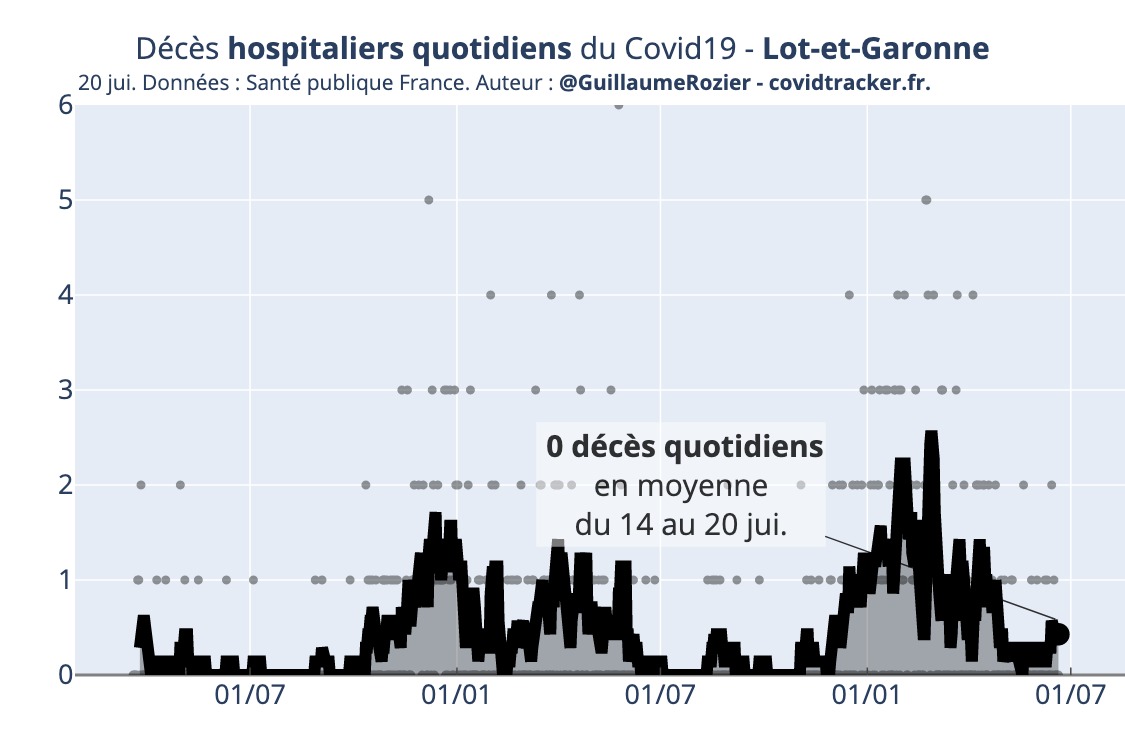 Décès hospitaliers quotidiens du Covid19 - Lot-et-Garonne
20 jui. Données : Santé publique France. Auteur : @GuillaumeRozier - covidtracker.fr.
6
5
4
3
0 décès quotidiens
2
en moyenne
du 14 au 20 jui.
1
0
01/07 01/01 01/07 01/01 01/07